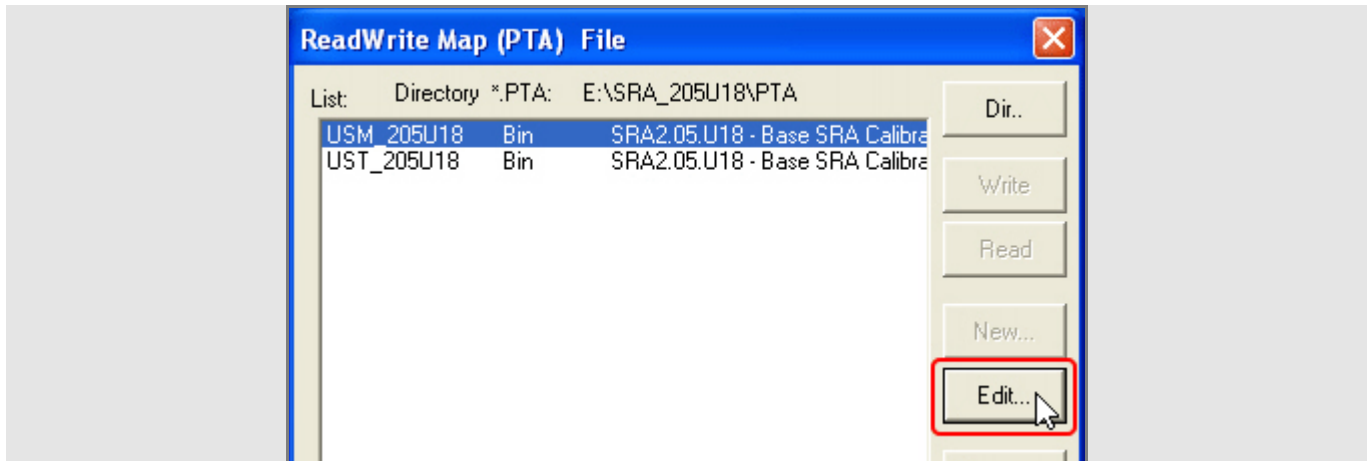 ReadWrite Map (PTA) File
List: Directory *.PTA: E:\SRA_205U18\PTA
Dir..
USM_205U18 Bin SRA2.05.U18 - Base SRA Calibra
UST_205U18 Bin SRA2.05.U18 - Base SRA Calibra
Write
Read
New...
Edit...